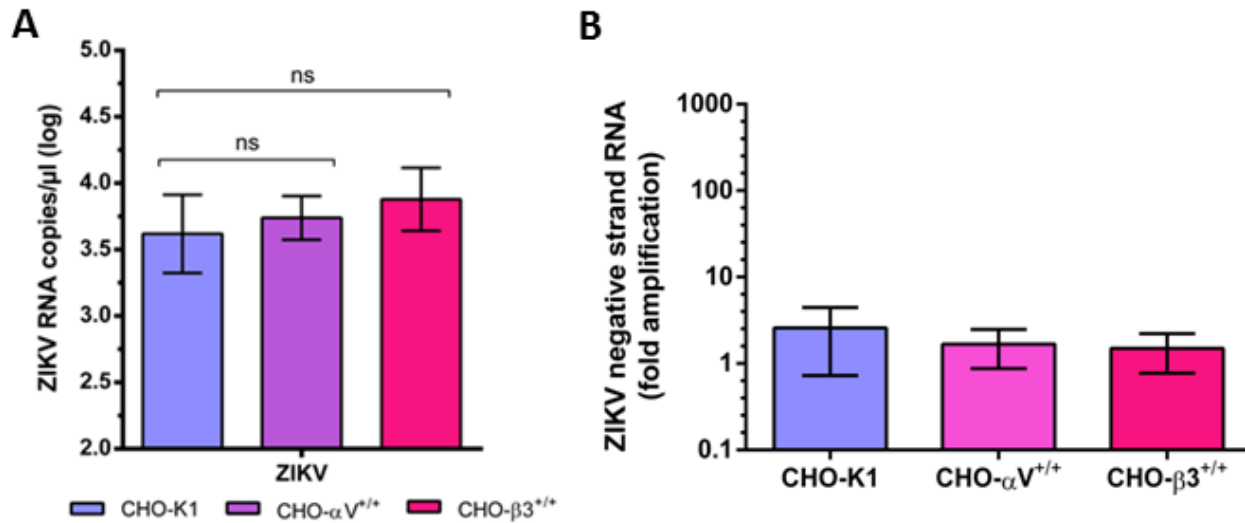 A
ZIKV RNA copies/µl (log)
5.0
4.5
4.0
3.5
3.0
2.5
2.0
ns
ns
ZIKV
CHO-K1 CHO-αV+/+ CHO-β3+/+
B
ZIKV negative strand RNA
(fold amplification)
1000
100
10
1
0.1
CHO-K1 CHO-αV+/+ CHO-β3+/+